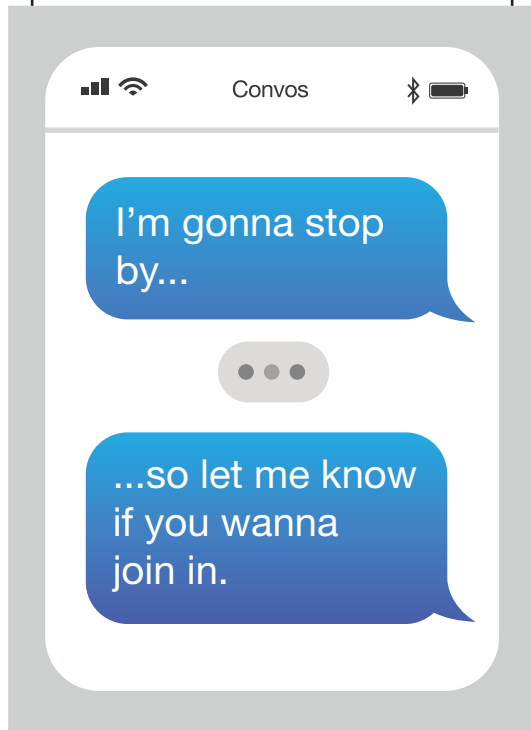 Convos
I’m gonna stop
by...
...so let me know
if you wanna
join in.